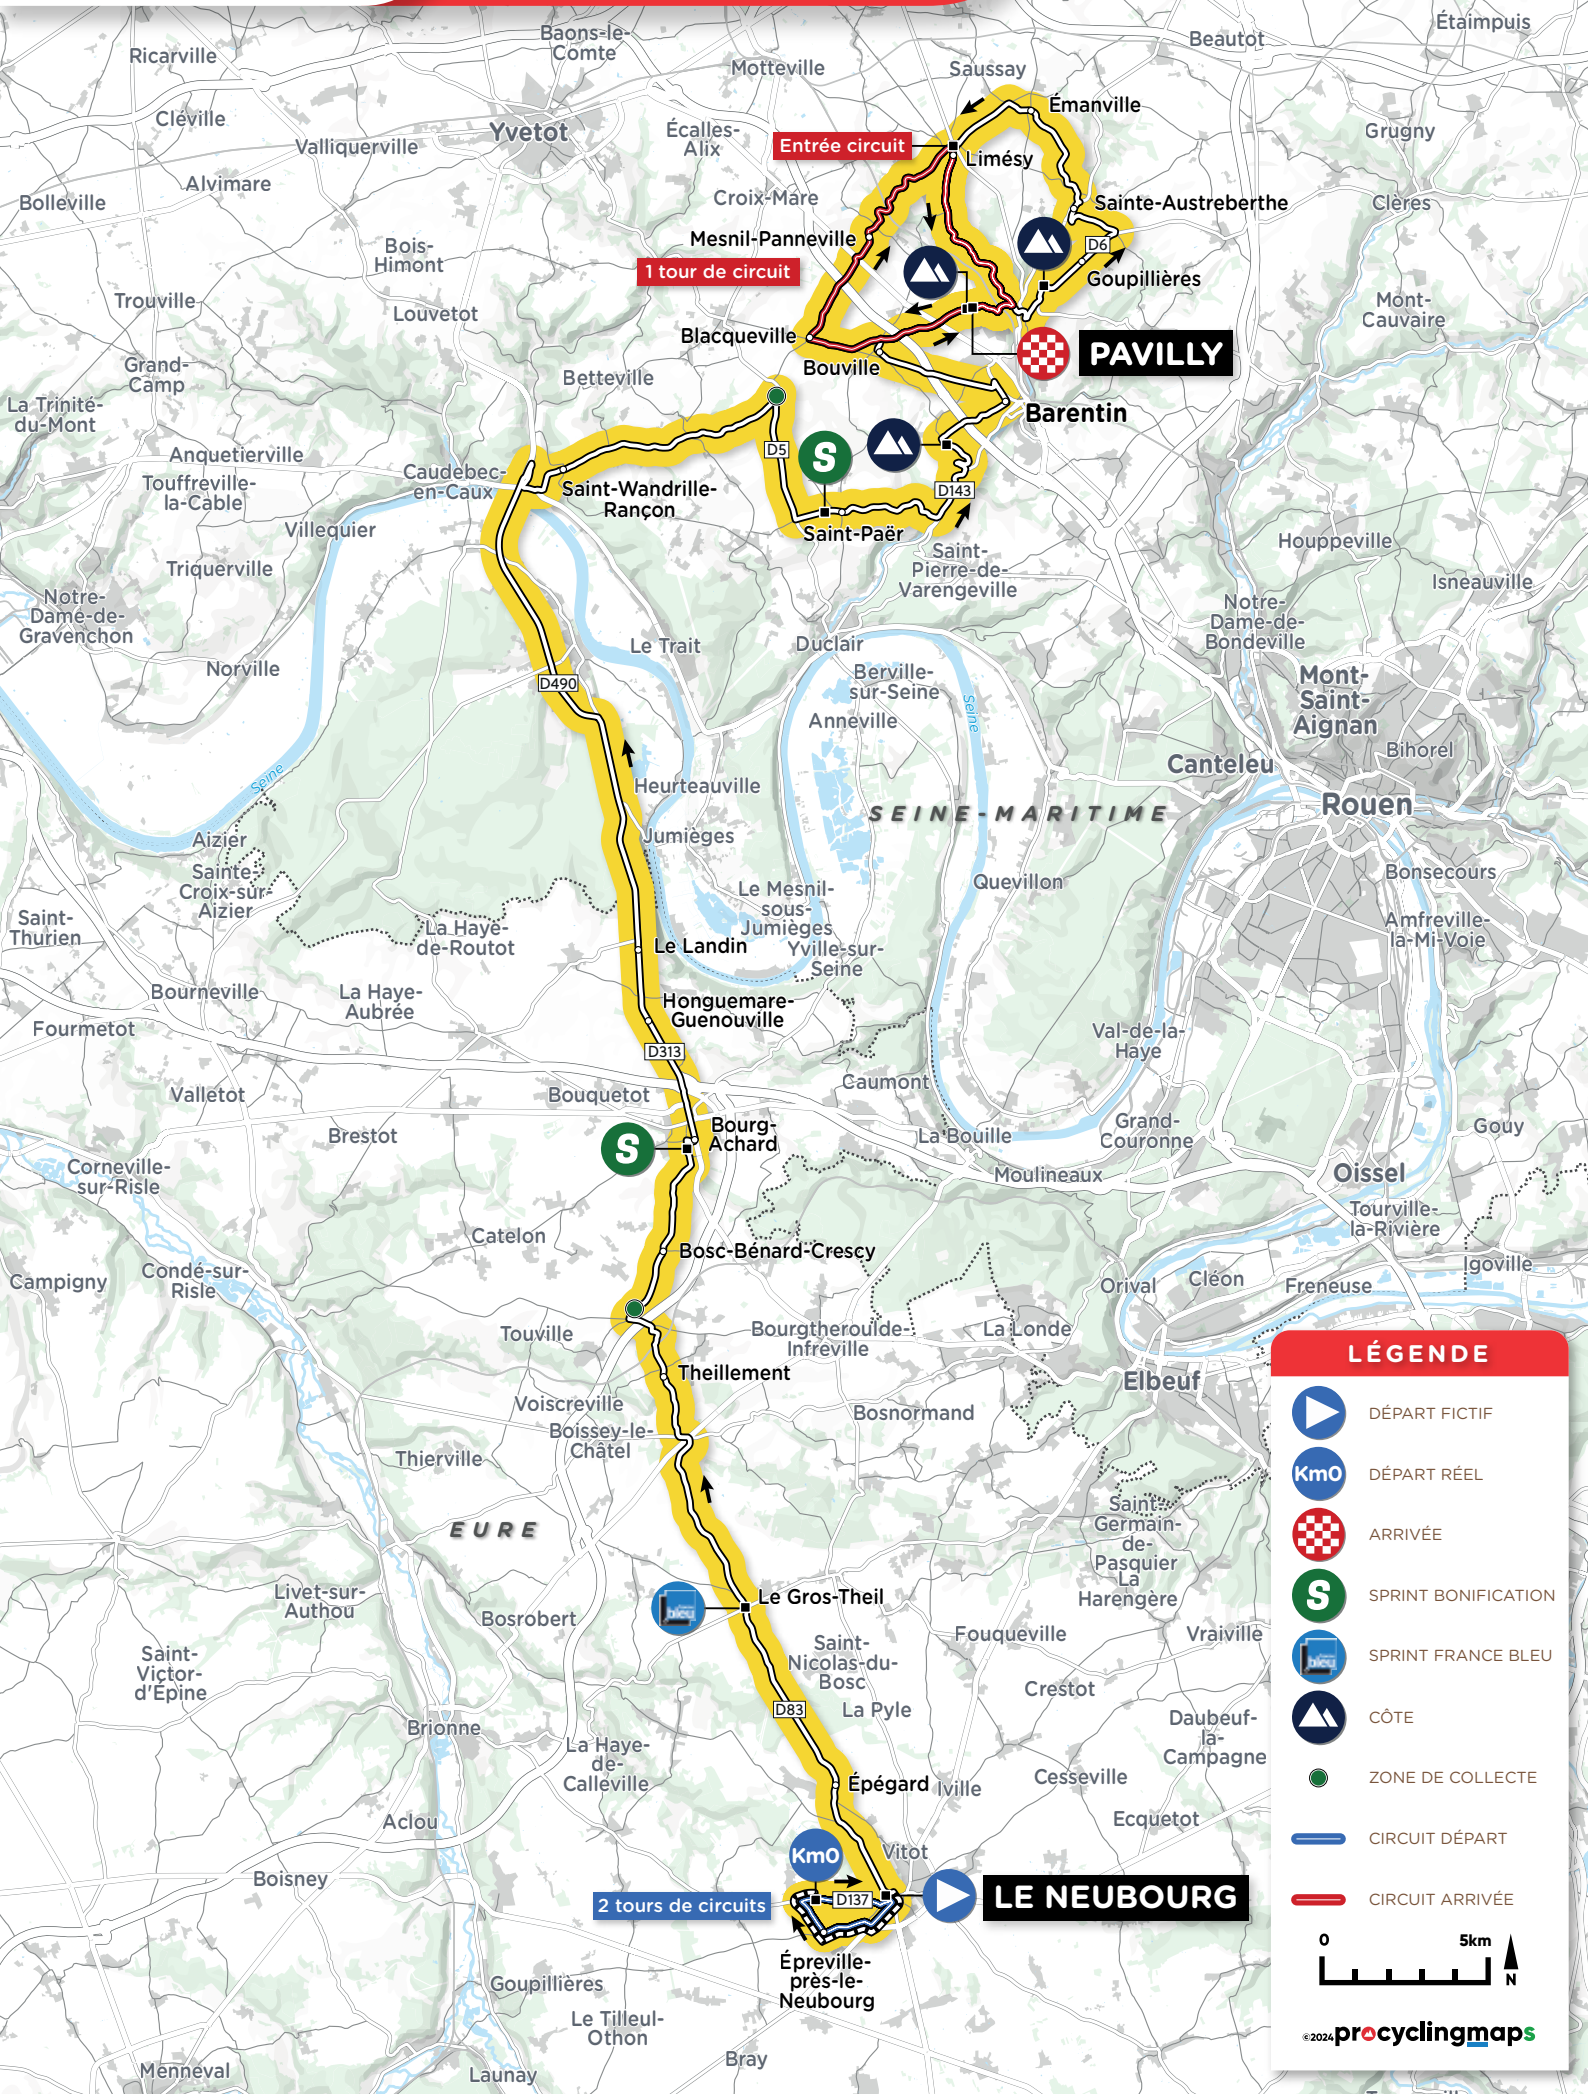 Étaimpuis
Baons-le-
Comte
Beautot
Ricarville
Motteville
Saussay
Émanville
Cléville
Yvetot
Écalles-
Alix
Grugny
Valliquerville
Entrée circuit
Limésy
Alvimare
Croix-Mare
Bolleville
Sainte-Austreberthe
Clères
Mesnil-Panneville
Bois-
Himont
D6
1 tour de circuit
Goupillières
Trouville
Louvetot
Mont-
Cauvaire
Blacqueville
PAVILLY
Grand-
Camp
Bouville
Betteville
La Trinité-
du-Mont
Barentin
Anquetierville
D5
S
Caudebec-
en-Caux
Touffreville-
la-Cable
Saint-Wandrille-
Rançon
D143
Villequier
Saint-Paër
Houppeville
Saint-
Pierre-de-
Varengeville
Triquerville
Isneauville
Notre-
Dame-de-
Gravenchon
Notre-
Dame-de-
Bondeville
Le Trait
Duclair
Norville
Berville-
sur-Seine
D490
Mont-
Saint-
Aignan
Seine
Anneville
Bihorel
Canteleu
Seine
Heurteauville
Rouen
SEINE-MARITIME
Aizier
Jumièges
Sainte-
Croix-sur-
Aizier
Bonsecours
Quevillon
Le Mesnil-
sous-
Jumièges
Saint-
Thurien
La Haye-
de-Routot
Amfreville-
la-Mi-Voie
Le Landin
Yville-sur-
Seine
Bourneville
La Haye-
Aubrée
Honguemare-
Guenouville
Fourmetot
Val-de-la-
Haye
D313
Caumont
Valletot
Bouquetot
Brestot
Bourg-
Achard
La Bouille
Grand-
Couronne
Gouy
S
Corneville-
sur-Risle
Moulineaux
Oissel
Tourville-
la-Rivière
Catelon
Bosc-Bénard-Crescy
Igoville
Campigny
Condé-sur-
Risle
Orival
Cléon
Freneuse
Touville
Bourgtheroulde-
Infreville
La Londe
Theillement
Elbeuf
Voiscreville
Bosnormand
Boissey-le-
Châtel
Thierville
Saint-
Germain-
de-
Pasquier
EURE
La
Harengère
Livet-sur-
Authou
bleu
Le Gros-Theil
Bosrobert
Fouqueville
Vraiville
Saint-
Nicolas-du-
Bosc
Saint-
Victor-
d'Épine
Crestot
D83
La Pyle
Brionne
Daubeuf-
la-
Campagne
La Haye-
de-
Calleville
Épégard
Iville
Cesseville
Aclou
Ecquetot
Km0
Vitot
Boisney
2 tours de circuits
D137
LE NEUBOURG
Épreville-
près-le-
Neubourg
Goupillières
Le Tilleul-
Othon
Bray
Menneval
Launay
LÉGENDE
DÉPART FICTIF
Km0 DÉPART RÉEL
ARRIVÉE
S SPRINT BONIFICATION
bleu SPRINT FRANCE BLEU
CÔTE
ZONE DE COLLECTE
CIRCUIT DÉPART
CIRCUIT ARRIVÉE
0 5km
N
©2024 procyclingmaps